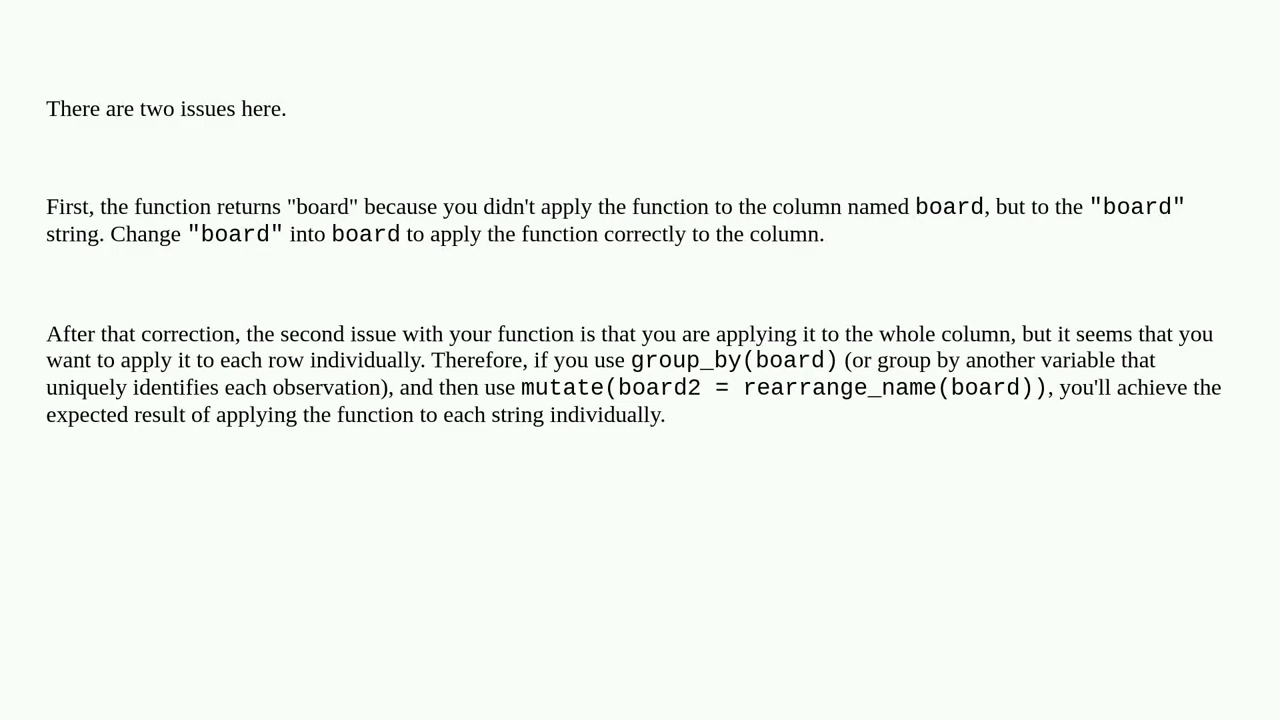 There are two issues here.
First, the function returns "board" because you didn't apply the function to the column named board, but to the "board"
string. Change "board" into board to apply the function correctly to the column.
After that correction, the second issue with your function is that you are applying it to the whole column, but it seems that you
want to apply it to each row individually. Therefore, if you use group_by(board) (or group by another variable that
uniquely identifies each observation), and then use mutate(board2 = rearrange_name(board)), you'll achieve the
expected result of applying the function to each string individually.